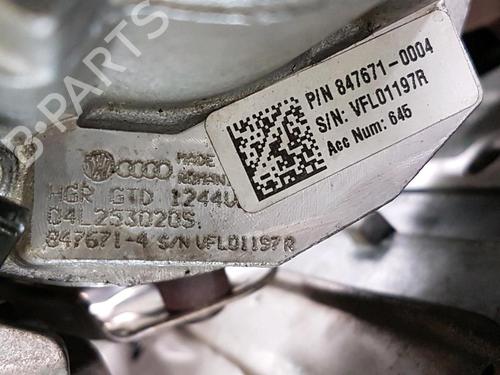 B-PARTS
P/N 847671-0004
S/N: VFL01197R
Acc Num: 645
MADE
HGR GTD 1244V
04L253020S
847671-4 S/N VFL01197R